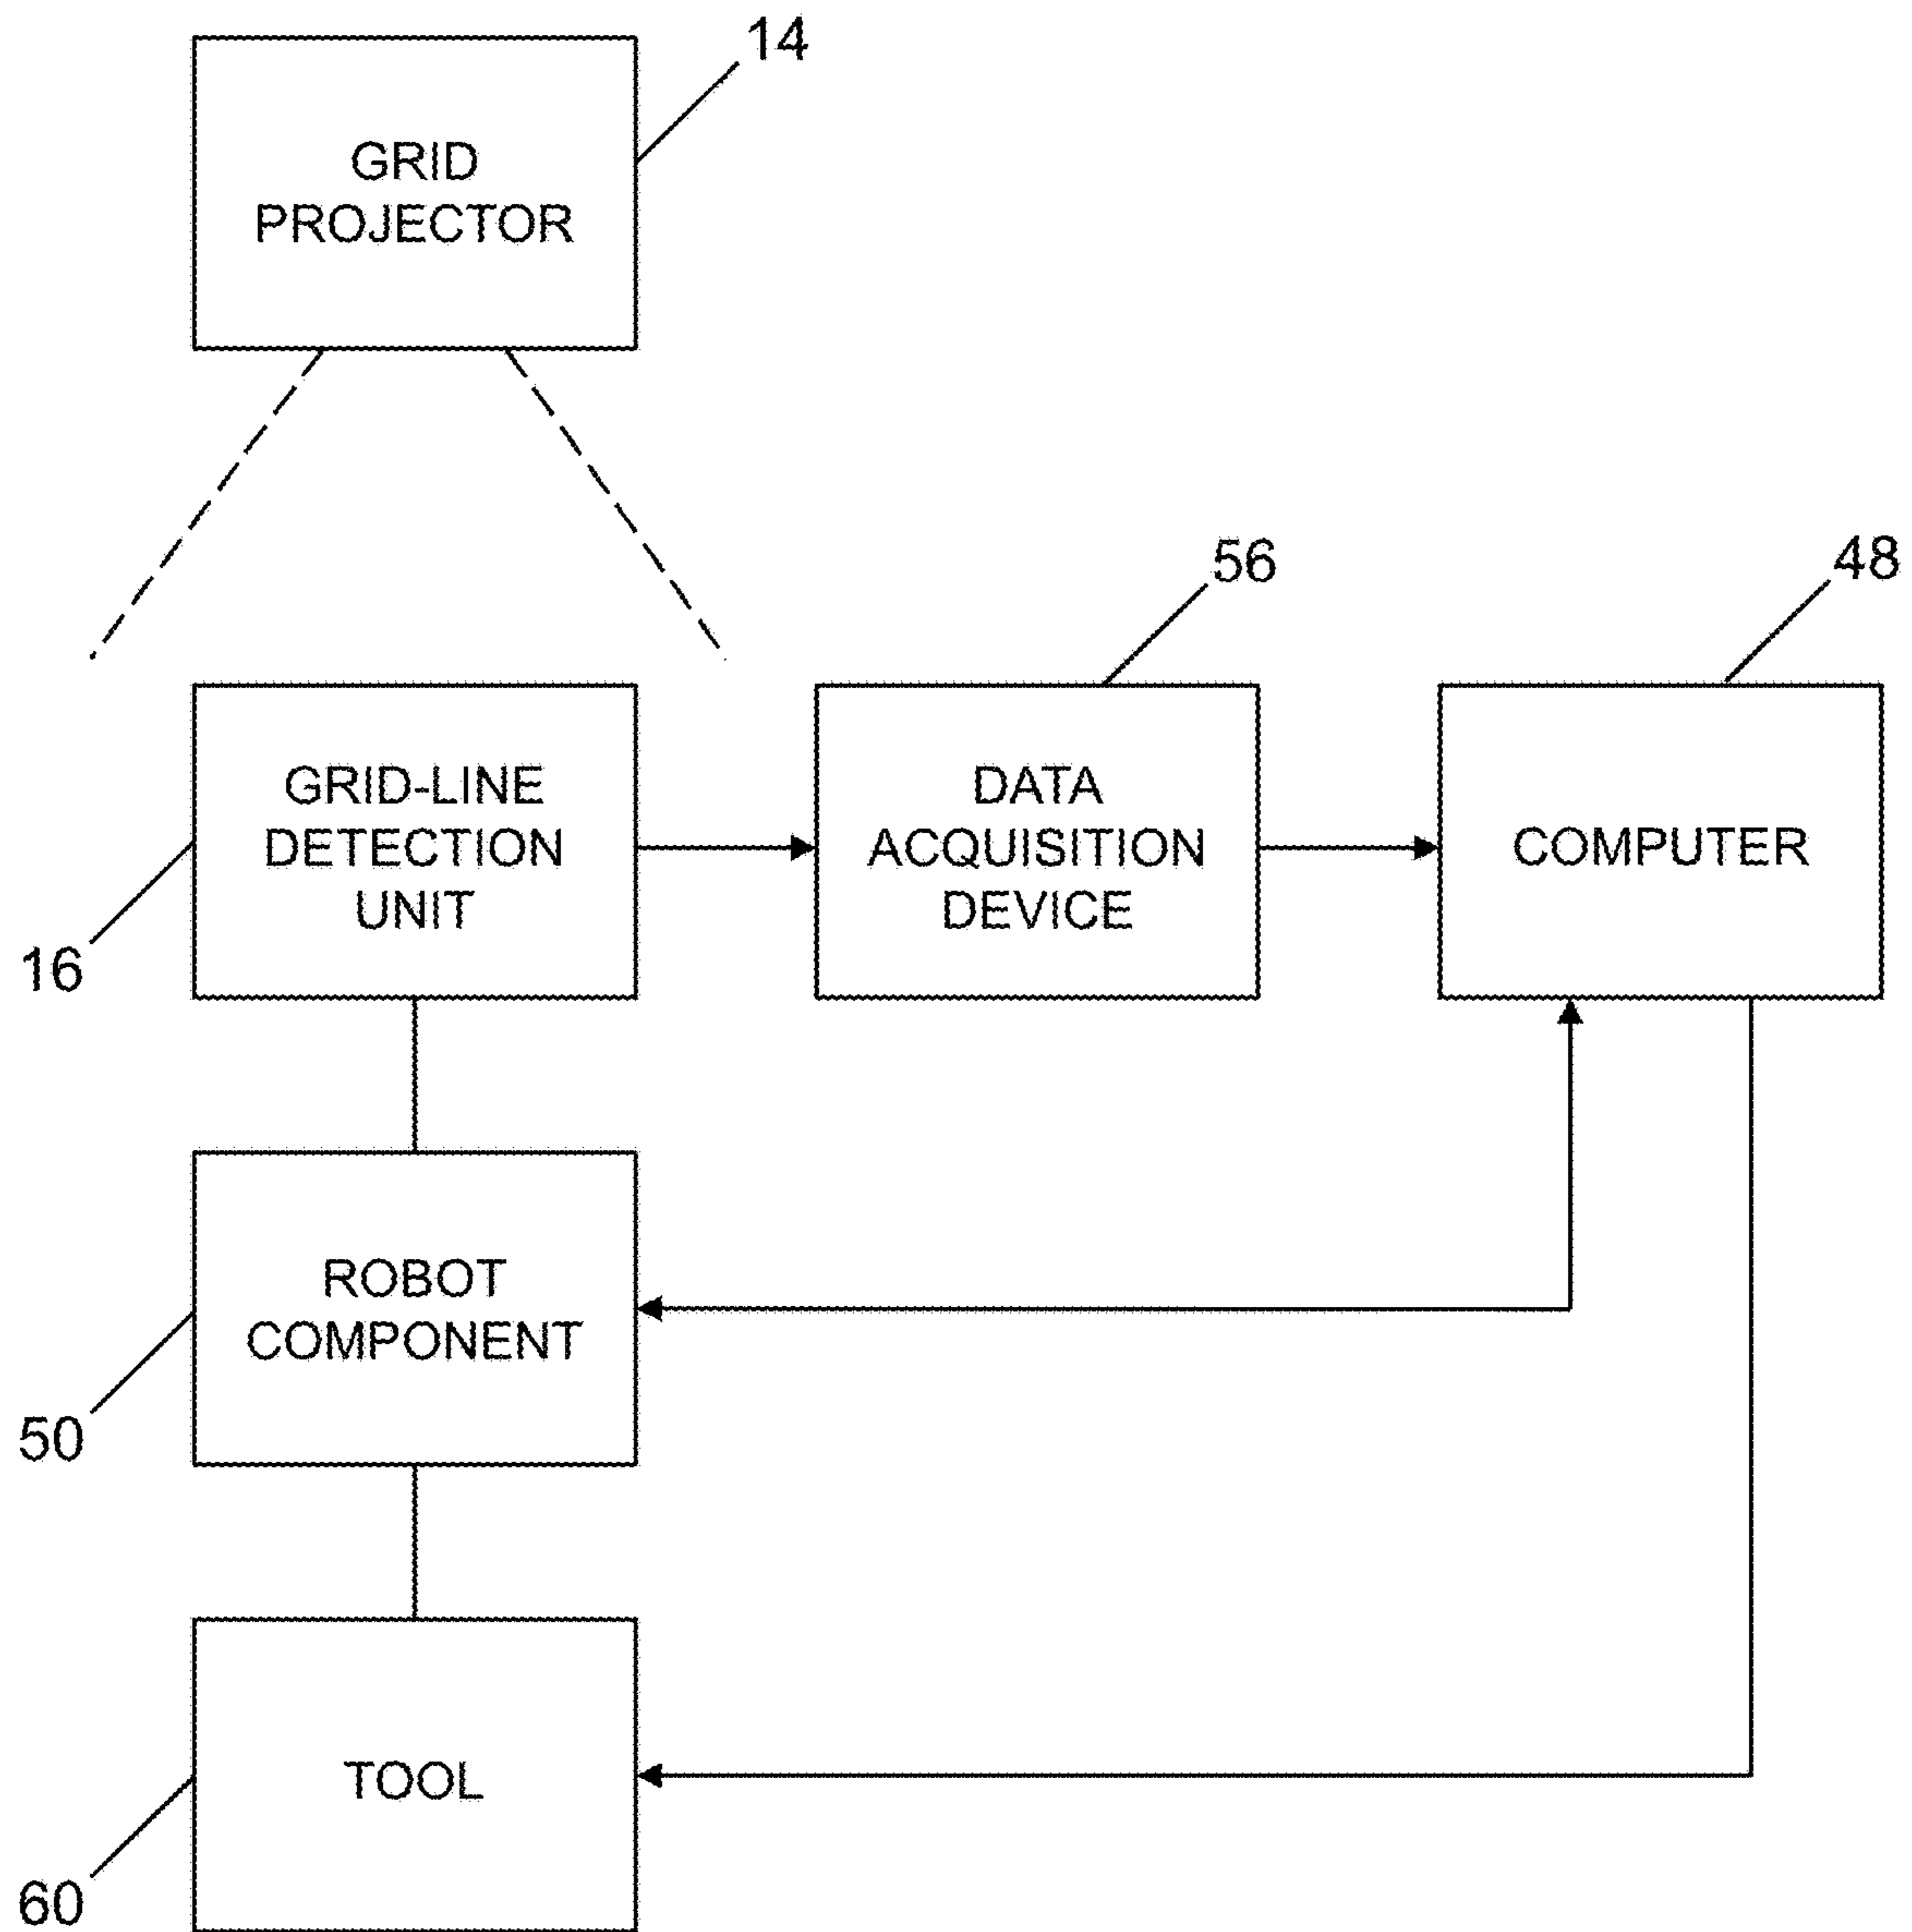 14
GRID
PROJECTOR
56
48
GRID-LINE
DETECTION
UNIT
DATA
ACQUISITION
DEVICE
COMPUTER
16
ROBOT
COMPONENT
50
TOOL
60